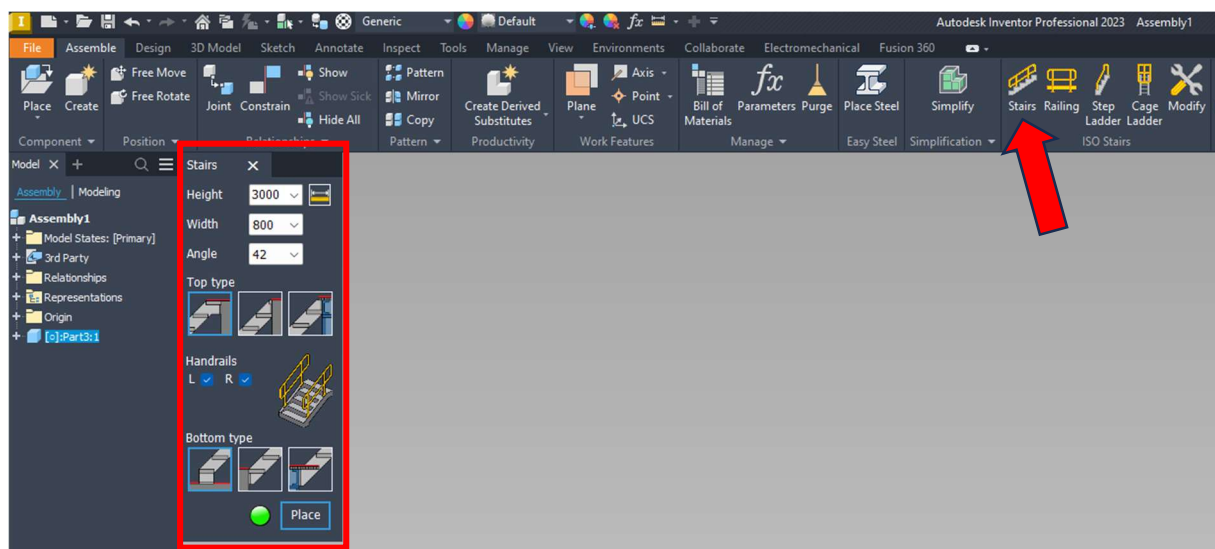 I Generic Default fx Autodesk Inventor Professional 2023 Assembly1
File Assemble Design 3D Model Sketch Annotate Inspect Tools Manage View Environments Collaborate Electromechanical Fusion 360
Free Move Show Pattern Axis
Free Rotate Show Sick Mirror Point
Place Create Joint Constrain Hide All Copy Create Derived Substitutes Plane UCS Bill of Materials fx Parameters Purge Place Steel Simplify Stairs Railing Step Ladder Cage Ladder Modify
Component Position Relationships Pattern Productivity Work Features Manage Easy Steel Simplification ISO Stairs
Model X +
Assembly | Modeling
Assembly1
+ Model States: [Primary]
+ 3rd Party
+ Relationships
+ Representations
+ Origin
+ [○]:Part3:1
Stairs X
Height 3000
Width 800
Angle 42
Top type
Handrails
L R
Bottom type
Place